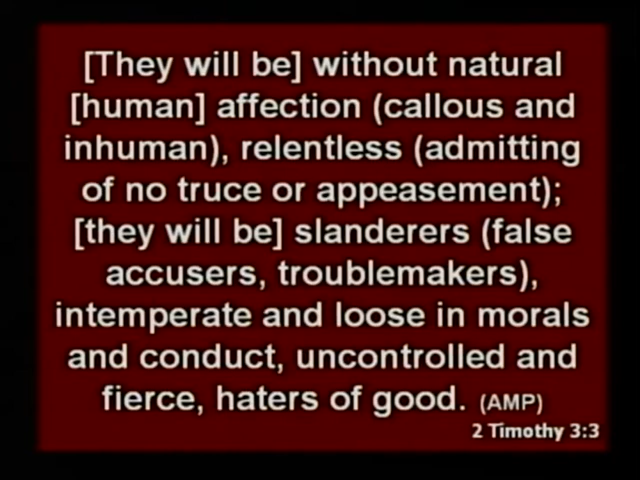 [They will be] without natural
[human] affection (callous and
inhuman), relentless (admitting
of no truce or appeasement);
[they will be] slanderers (false
accusers, troublemakers),
intemperate and loose in morals
and conduct, uncontrolled and
fierce, haters of good. (AMP)
2 Timothy 3:3